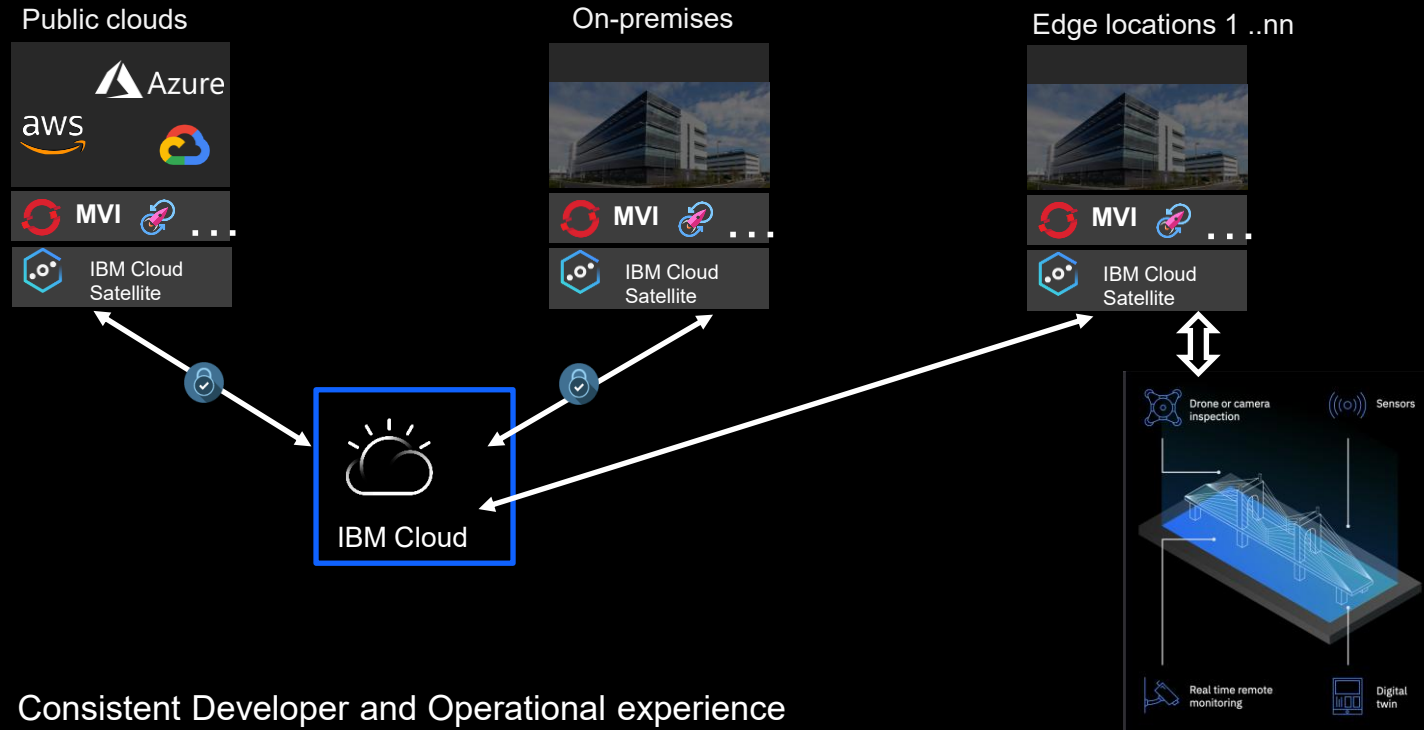 Public clouds
On-premises
Edge locations 1 ..nn
Azure
aws
MVI
...
MVI
...
MVI
...
IBM Cloud
Satellite
IBM Cloud
Satellite
IBM Cloud
Satellite
Drone or camera
inspection
Sensors
IBM Cloud
Real time remote
monitoring
Digital
twin
Consistent Developer and Operational experience